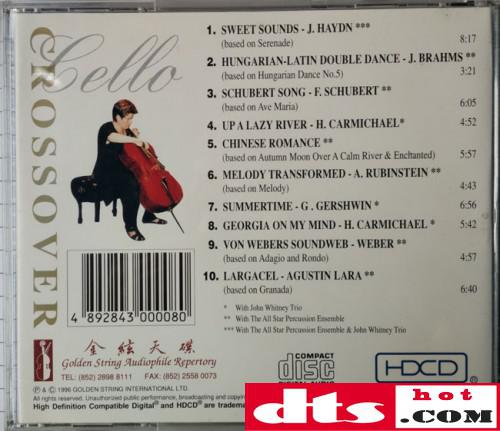 CROSSOVER
Cello
1. SWEET SOUNDS - J. HAYDN *** 8:17
(based on Serenade)
2. HUNGARIAN-LATIN DOUBLE DANCE - J. BRAHMS ** 3:21
(based on Hungarian Dance No.5)
3. SCHUBERT SONG - F. SCHUBERT ** 6:05
(based on Ave Maria)
4. UP A LAZY RIVER - H. CARMICHAEL* 4:52
5. CHINESE ROMANCE ** 5:57
(based on Autumn Moon Over A Calm River & Enchanted)
6. MELODY TRANSFORMED - A. RUBINSTEIN ** 4:43
(based on Melody)
7. SUMMERTIME - G. GERSHWIN * 6:56
8. GEORGIA ON MY MIND - H. CARMICHAEL * 5:42
9. VON WEBERS SOUNDWEB - WEBER ** 4:57
(based on Adagio and Rondo)
10. LARGACEL - AGUSTIN LARA ** 6:40
(based on Granada)
* With John Whitney Trio
** With The All Star Percussion Ensemble
*** With The All Star Percussion Ensemble & John Whitney Trio
4 892843 000080
金絃天碟
Golden String Audiophile Repertory
TEL: (852) 2898 8111 FAX: (852) 2558 0073
COMPACT
disc
DIGITAL AUDIO
HDCD
℗ & © 1996 GOLDEN STRING INTERNATIONAL LTD.
All rights reserved. Unauthorized public performance, broadcasting and copying
High Definition Compatible Digital® and HDCD® are trademarks
dts
hot
.COM